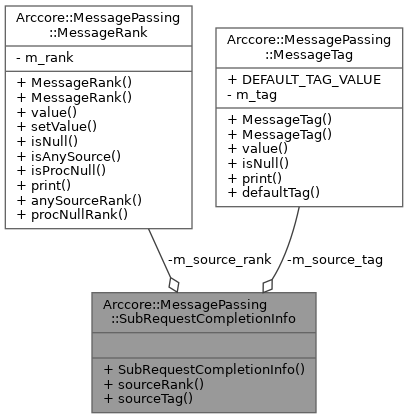 Arccore::MessagePassing
::MessageRank
- m_rank
+ MessageRank()
+ MessageRank()
+ value()
+ setValue()
+ isNull()
+ isAnySource()
+ isProcNull()
+ print()
+ anySourceRank()
+ procNullRank()
Arccore::MessagePassing
::MessageTag
+ DEFAULT_TAG_VALUE
- m_tag
+ MessageTag()
+ MessageTag()
+ value()
+ isNull()
+ print()
+ defaultTag()
-m_source_rank
-m_source_tag
Arccore::MessagePassing
::SubRequestCompletionInfo
+ SubRequestCompletionInfo()
+ sourceRank()
+ sourceTag()